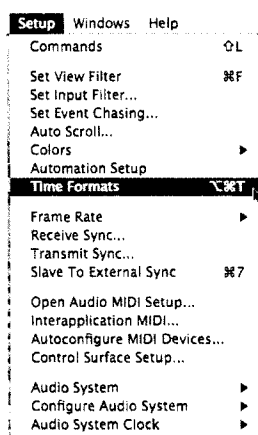 Setup Windows Help
Commands ⇧L
Set View Filter ⌘F
Set Input Filter...
Set Event Chasing...
Auto Scroll...
Colors ▶
Automation Setup
Time Formats ⌥⌘T
Frame Rate ▶
Receive Sync...
Transmit Sync...
Slave To External Sync ⌘7
Open Audio MIDI Setup...
Interapplication MIDI...
Autoconfigure MIDI Devices...
Control Surface Setup...
Audio System ▶
Configure Audio System ▶
Audio System Clock ▶